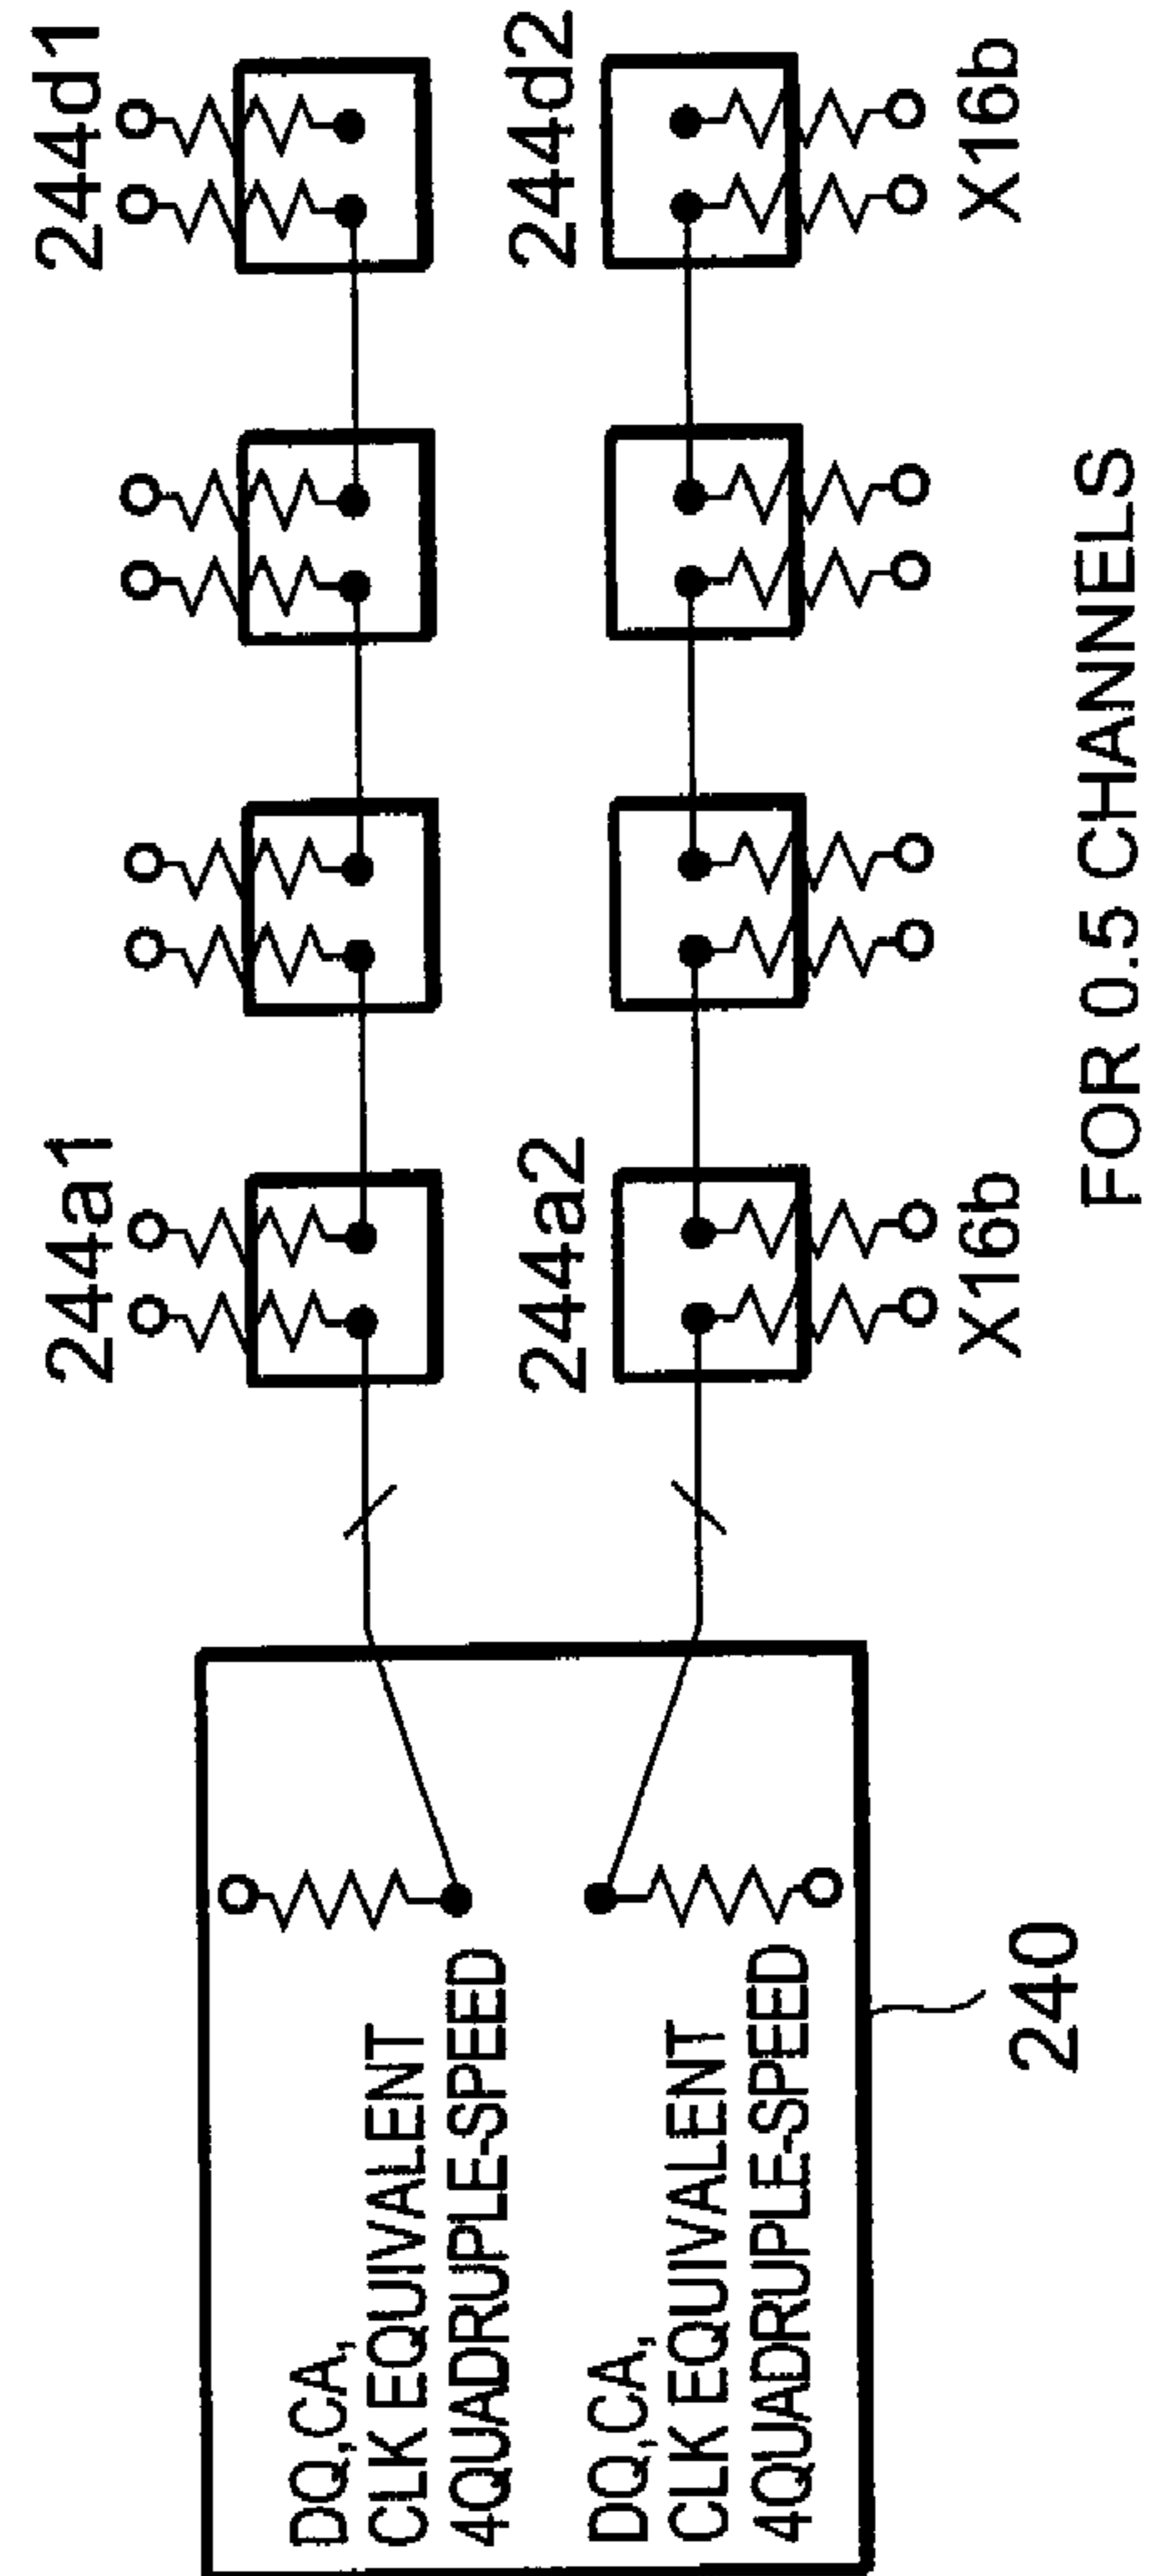 244a1
244d1
244a2
244d2
DQ,CA,
CLK EQUIVALENT
4QUADRUPLE-SPEED
DQ,CA,
CLK EQUIVALENT
4QUADRUPLE-SPEED
X16b
X16b
240
FOR 0.5 CHANNELS